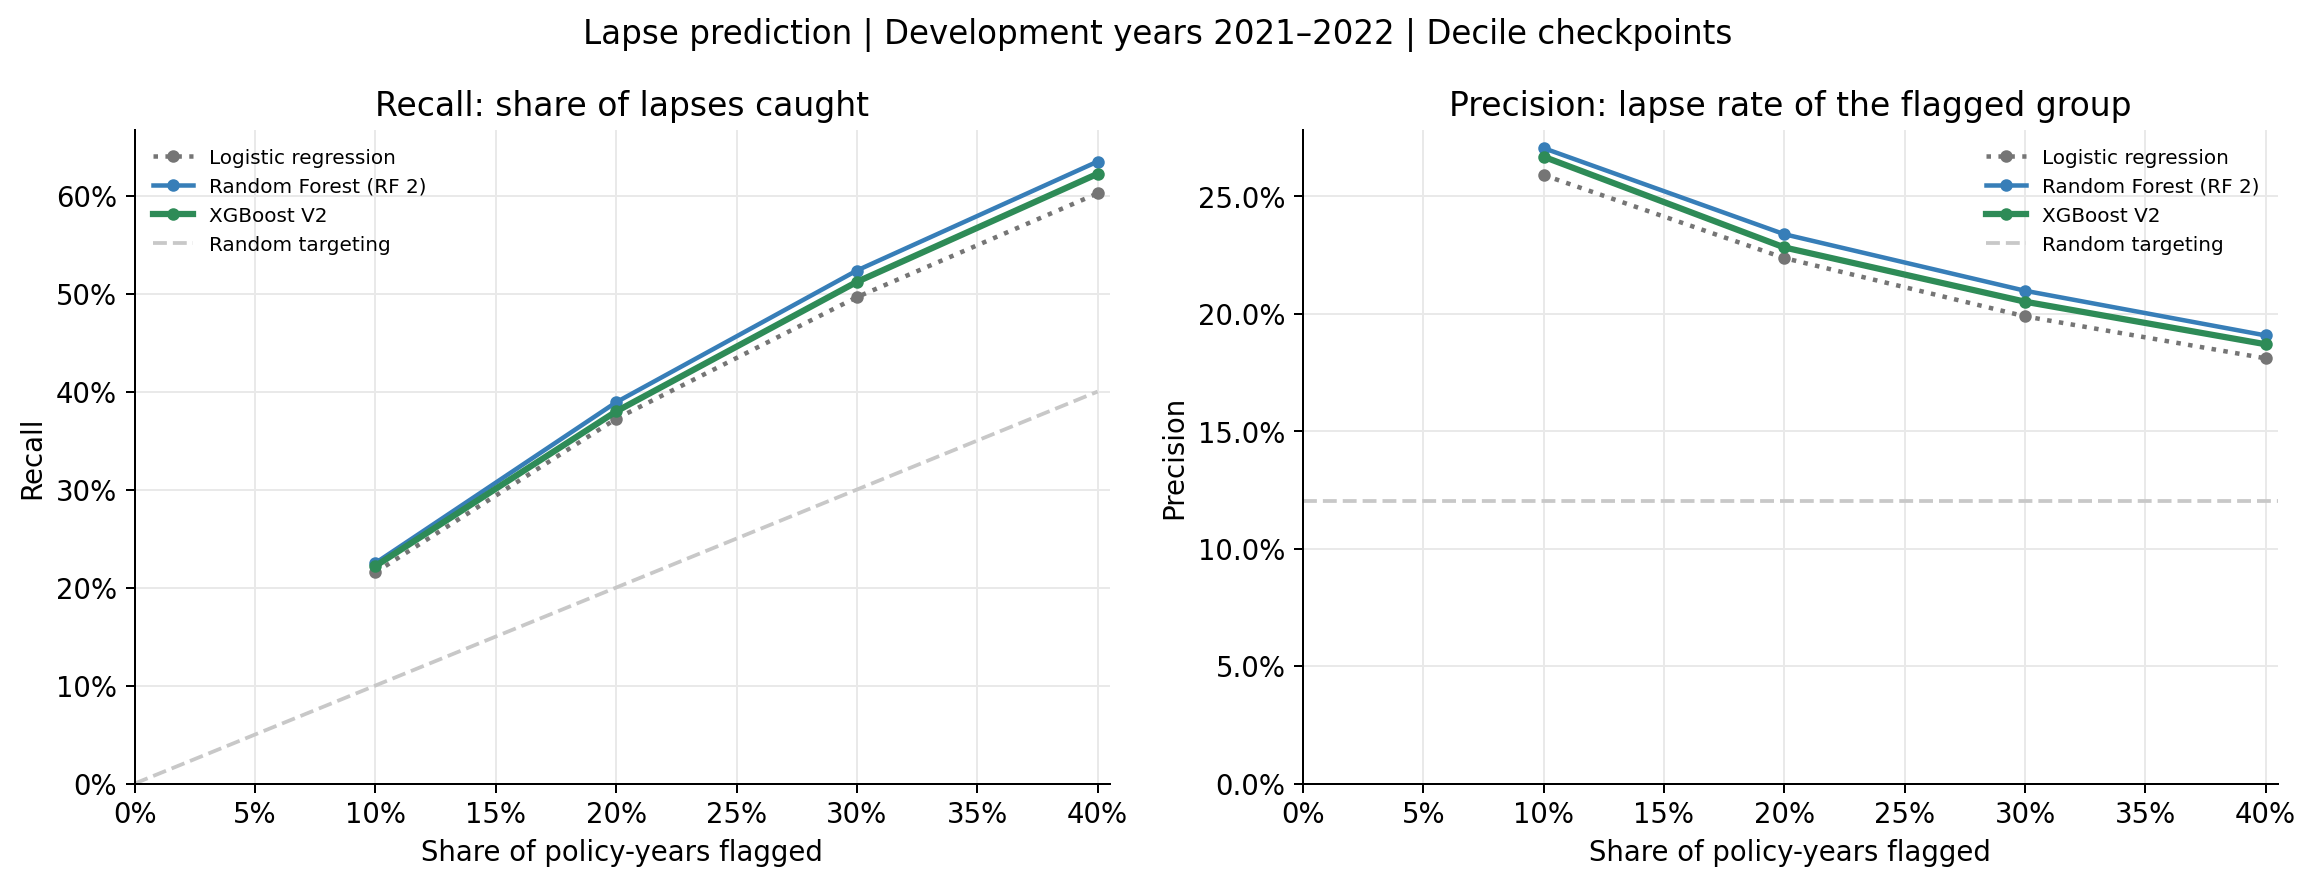 Lapse prediction | Development years 2021–2022 | Decile checkpoints
Recall: share of lapses caught
Logistic regression
Random Forest (RF 2)
XGBoost V2
Random targeting
60%
50%
40%
30%
20%
10%
0%
Recall
0% 5% 10% 15% 20% 25% 30% 35% 40%
Share of policy-years flagged
Precision: lapse rate of the flagged group
Logistic regression
Random Forest (RF 2)
XGBoost V2
Random targeting
25.0%
20.0%
15.0%
10.0%
5.0%
0.0%
Precision
0% 5% 10% 15% 20% 25% 30% 35% 40%
Share of policy-years flagged